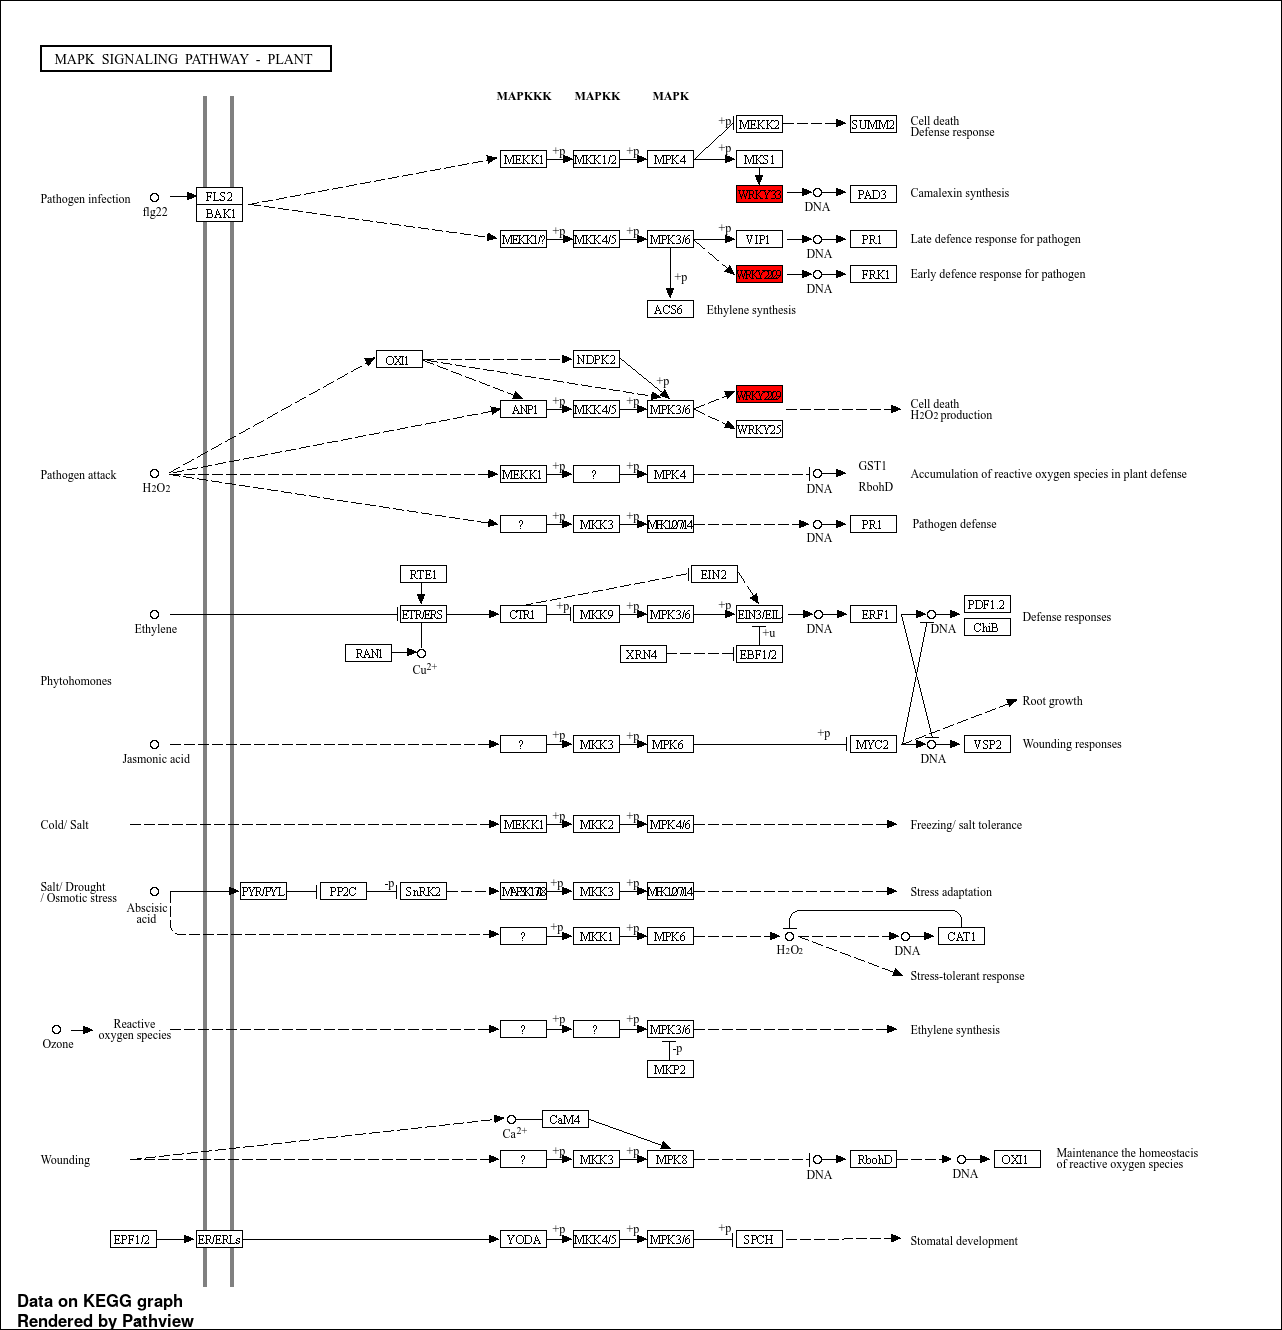 MAPK SIGNALING PATHWAY - PLANT
MAPKKK MAPKK MAPK
MEKK2 SUMM2 Cell death
Defense response
+p
MEKK1 +p MKK1/2 +p MPK4 +p MKS1
Pathogen infection flg22 FLS2
BAK1
WRKY33 DNA PAD3 Camalexin synthesis
MEKK1/? +p MKK4/5 +p MPK3/6 +p VIP1 DNA PR1 Late defence response for pathogen
DNA FRK1 Early defence response for pathogen
+p
ACS6 Ethylene synthesis
OXI1 NDPK2
+p
ANP1 +p MKK4/5 +p MPK3/6
WRKY25
Cell death
H2O2 production
Pathogen attack H2O2 MEKK1 +p ? +p MPK4 DNA GST1
RbohD
Accumulation of reactive oxygen species in plant defense
? +p MKK3 +p DNA PR1 Pathogen defense
RTE1 EIN2
Ethylene ETR/ERS CTR1 +p MKK9 +p MPK3/6 +p EIN3/EIL DNA ERF1 DNA PDF1.2
ChiB
Defense responses
+u
RAN1 Cu2+ XRN4 EBF1/2
Phytohomones
Root growth
Jasmonic acid ? +p MKK3 +p MPK6 +p MYC2 DNA VSP2 Wounding responses
Cold/ Salt MEKK1 +p MKK2 +p MPK4/6 Freezing/ salt tolerance
Salt/ Drought
/ Osmotic stress
Abscisic
acid
PYR/PYL PP2C -p SnRK2 +p MKK3 +p Stress adaptation
? +p MKK1 +p MPK6 H2O2 DNA CAT1
Stress-tolerant response
Ozone Reactive
oxygen species
? +p ? +p MPK3/6 Ethylene synthesis
-p
MKP2
Ca2+ CaM4
Wounding ? +p MKK3 +p MPK8 DNA RbohD DNA OXI1 Maintenance the homeostacis
of reactive oxygen species
EPF1/2 ER/ERLs YODA +p MKK4/5 +p MPK3/6 +p SPCH Stomatal development
Data on KEGG graph
Rendered by Pathview